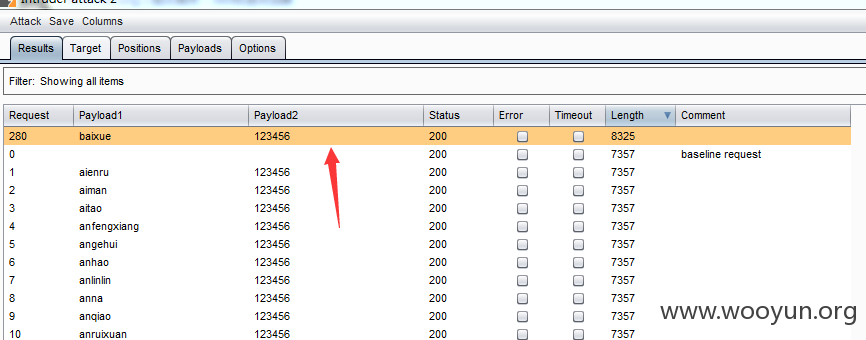 Intruder attack 2
Attack Save Columns
Results Target Positions Payloads Options
Filter: Showing all items
Request Payload1 Payload2 Status Error Timeout Length Comment
280 baixue 123456 200 8325
0 200 7357 baseline request
1 aienru 123456 200 7357
2 aiman 123456 200 7357
3 aitao 123456 200 7357
4 anfengxiang 123456 200 7357
5 angehui 123456 200 7357
6 anhao 123456 200 7357
7 anlinlin 123456 200 7357
8 anna 123456 200 7357
9 anqiao 123456 200 7357
10 anruixuan 123456 200 7357
www.wooyun.org